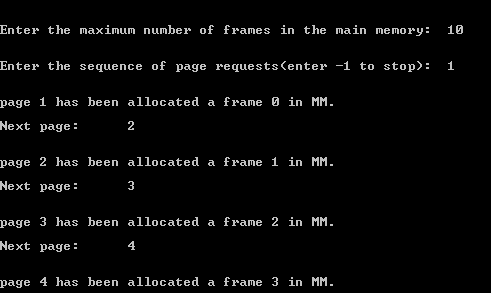 Enter the maximum number of frames in the main memory:  10
Enter the sequence of page requests(enter -1 to stop):  1
page 1 has been allocated a frame 0 in MM.
Next page:      2
page 2 has been allocated a frame 1 in MM.
Next page:      3
page 3 has been allocated a frame 2 in MM.
Next page:      4
page 4 has been allocated a frame 3 in MM.